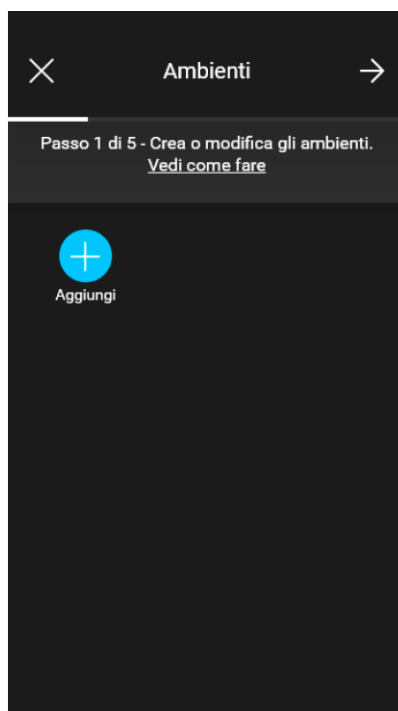 Ambienti
Passo 1 di 5 - Crea o modifica gli ambienti.
Vedi come fare
Aggiungi